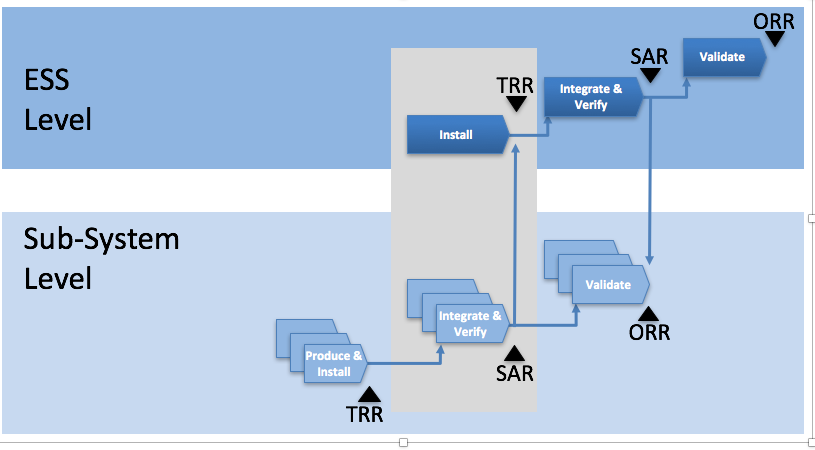 ORR
SAR
Validate
ESS
Level
TRR
Integrate &
Verify
Install
Sub-System
Level
Validate
Integrate &
Verify
ORR
Produce &
Install
SAR
TRR